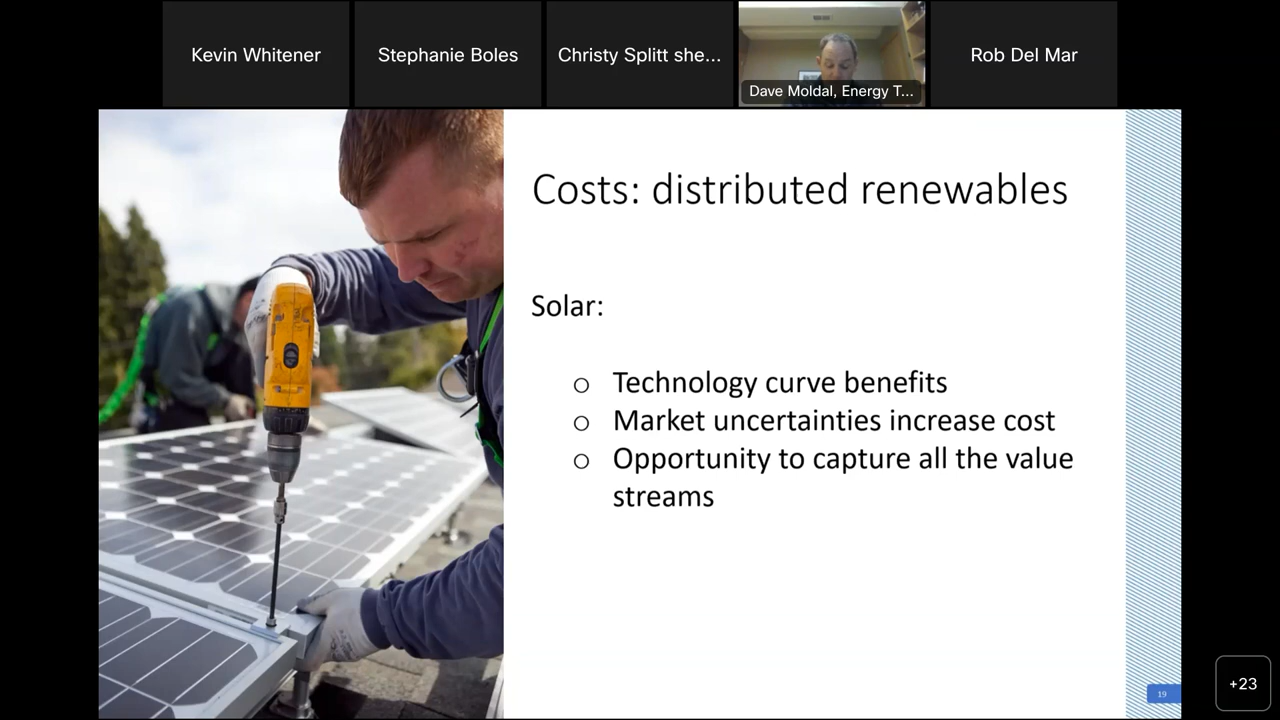 Kevin Whitener
Stephanie Boles
Christy Splitt she...
Dave Moldal, Energy T...
Rob Del Mar
Costs: distributed renewables
Solar:
o Technology curve benefits
o Market uncertainties increase cost
o Opportunity to capture all the value
streams
19
+23